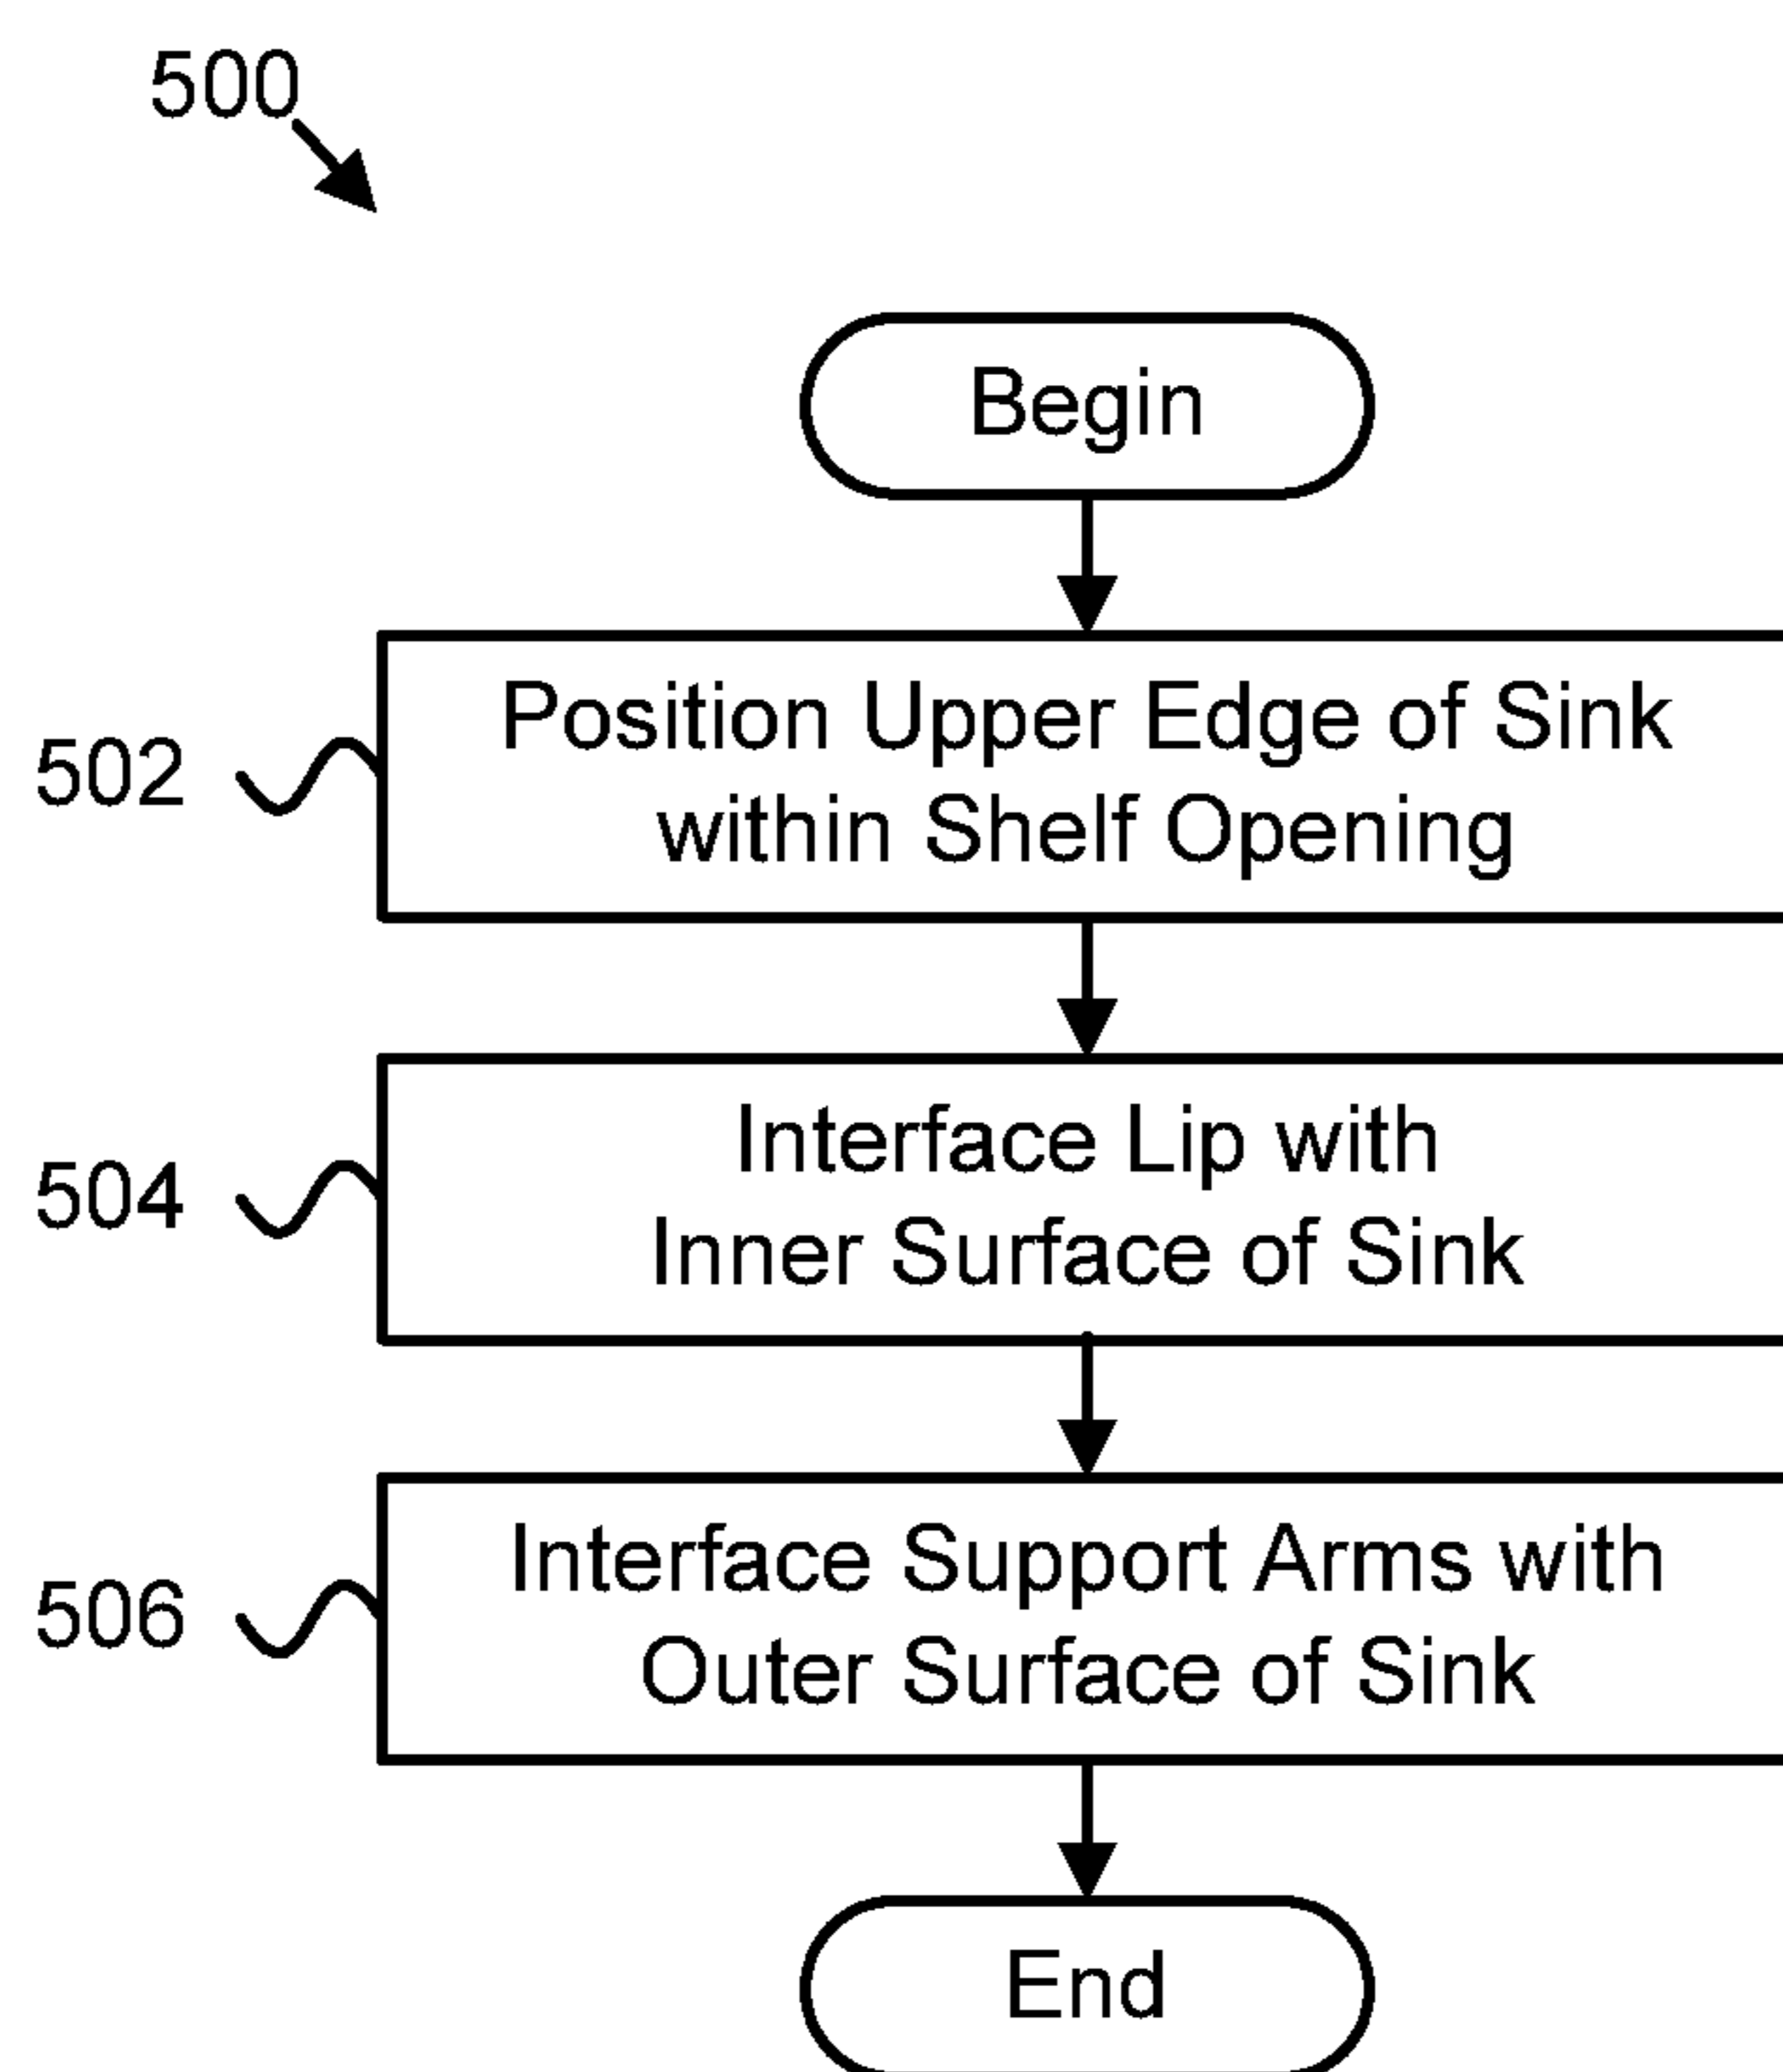 500
Begin
502
Position Upper Edge of Sink
within Shelf Opening
504
Interface Lip with
Inner Surface of Sink
506
Interface Support Arms with
Outer Surface of Sink
End